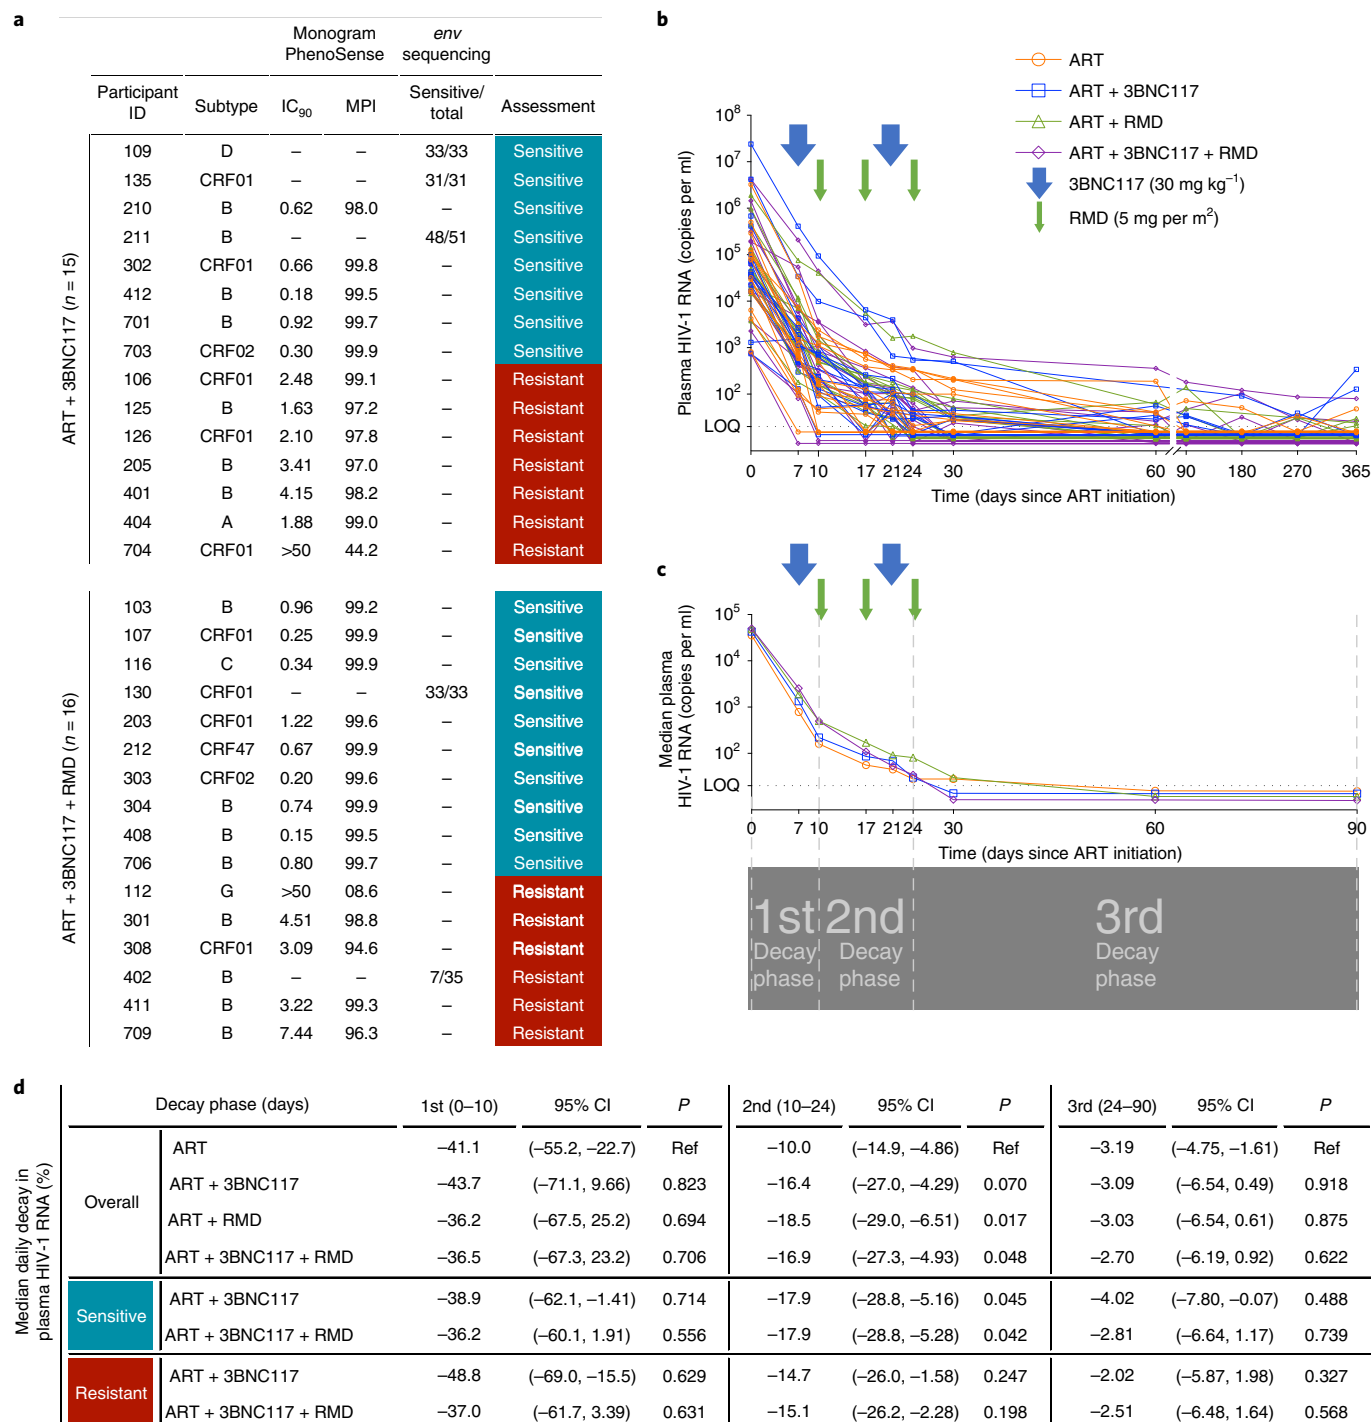 a
Monogram PhenoSense
env sequencing
Participant ID Subtype IC90 MPI Sensitive/total Assessment
ART + 3BNC117 (n = 15)
109 D – – 33/33 Sensitive
135 CRF01 – – 31/31 Sensitive
210 B 0.62 98.0 – Sensitive
211 B – – 48/51 Sensitive
302 CRF01 0.66 99.8 – Sensitive
412 B 0.18 99.5 – Sensitive
701 B 0.92 99.7 – Sensitive
703 CRF02 0.30 99.9 – Sensitive
106 CRF01 2.48 99.1 – Resistant
125 B 1.63 97.2 – Resistant
126 CRF01 2.10 97.8 – Resistant
205 B 3.41 97.0 – Resistant
401 B 4.15 98.2 – Resistant
404 A 1.88 99.0 – Resistant
704 CRF01 >50 44.2 – Resistant
ART + 3BNC117 + RMD (n = 16)
103 B 0.96 99.2 – Sensitive
107 CRF01 0.25 99.9 – Sensitive
116 C 0.34 99.9 – Sensitive
130 CRF01 – – 33/33 Sensitive
203 CRF01 1.22 99.6 – Sensitive
212 CRF47 0.67 99.9 – Sensitive
303 CRF02 0.20 99.6 – Sensitive
304 B 0.74 99.9 – Sensitive
408 B 0.15 99.5 – Sensitive
706 B 0.80 99.7 – Sensitive
112 G >50 08.6 – Resistant
301 B 4.51 98.8 – Resistant
308 CRF01 3.09 94.6 – Resistant
402 B – – 7/35 Resistant
411 B 3.22 99.3 – Resistant
709 B 7.44 96.3 – Resistant
b
ART
ART + 3BNC117
ART + RMD
ART + 3BNC117 + RMD
3BNC117 (30 mg kg⁻¹)
RMD (5 mg per m²)
Plasma HIV-1 RNA (copies per ml)
10⁸
10⁷
10⁶
10⁵
10⁴
10³
10²
LOQ
0 7 10 17 21 24 30 60 90 180 270 365
Time (days since ART initiation)
c
Median plasma
HIV-1 RNA (copies per ml)
10⁵
10⁴
10³
10²
LOQ
0 7 10 17 21 24 30 60 90
Time (days since ART initiation)
1st Decay phase
2nd Decay phase
3rd Decay phase
d
Median daily decay in
plasma HIV-1 RNA (%)
Decay phase (days) 1st (0–10) 95% CI P 2nd (10–24) 95% CI P 3rd (24–90) 95% CI P
Overall
ART –41.1 (–55.2, –22.7) Ref –10.0 (–14.9, –4.86) Ref –3.19 (–4.75, –1.61) Ref
ART + 3BNC117 –43.7 (–71.1, 9.66) 0.823 –16.4 (–27.0, –4.29) 0.070 –3.09 (–6.54, 0.49) 0.918
ART + RMD –36.2 (–67.5, 25.2) 0.694 –18.5 (–29.0, –6.51) 0.017 –3.03 (–6.54, 0.61) 0.875
ART + 3BNC117 + RMD –36.5 (–67.3, 23.2) 0.706 –16.9 (–27.3, –4.93) 0.048 –2.70 (–6.19, 0.92) 0.622
Sensitive
ART + 3BNC117 –38.9 (–62.1, –1.41) 0.714 –17.9 (–28.8, –5.16) 0.045 –4.02 (–7.80, –0.07) 0.488
ART + 3BNC117 + RMD –36.2 (–60.1, 1.91) 0.556 –17.9 (–28.8, –5.28) 0.042 –2.81 (–6.64, 1.17) 0.739
Resistant
ART + 3BNC117 –48.8 (–69.0, –15.5) 0.629 –14.7 (–26.0, –1.58) 0.247 –2.02 (–5.87, 1.98) 0.327
ART + 3BNC117 + RMD –37.0 (–61.7, 3.39) 0.631 –15.1 (–26.2, –2.28) 0.198 –2.51 (–6.48, 1.64) 0.568